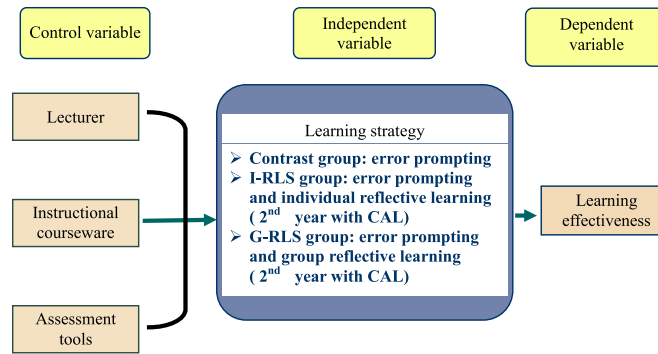 Control variable
Independent
variable
Dependent
variable
Lecturer
Instructional
courseware
Assessment
tools
Learning strategy
➢ Contrast group: error prompting
➢ I-RLS group: error prompting
and individual reflective learning
( 2nd year with CAL)
➢ G-RLS group: error prompting
and group reflective learning
( 2nd year with CAL)
Learning
effectiveness